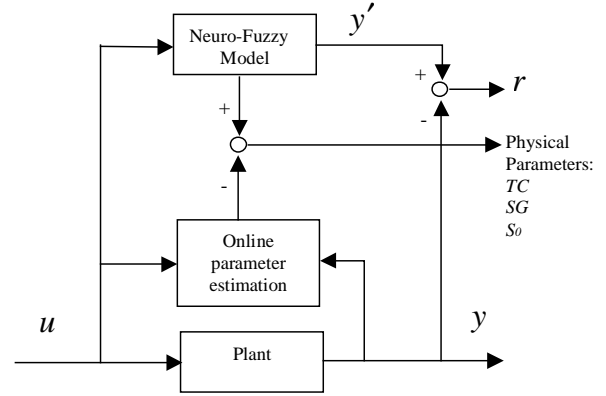 Neuro-Fuzzy
Model
y'
+
r
-
+
Physical
Parameters:
TC
SG
S0
-
Online
parameter
estimation
u
y
Plant